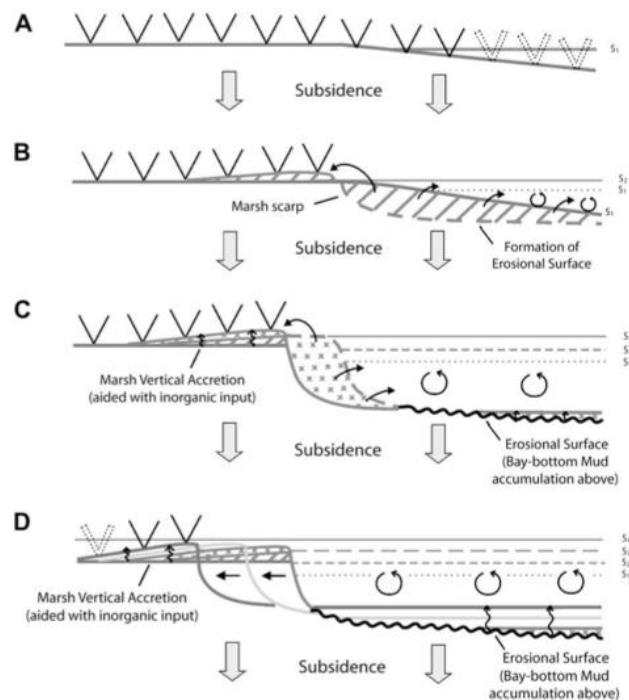 A
S₁
Subsidence
B
S₂
S₁
S₁
Marsh scarp
Subsidence
Formation of
Erosional Surface
C
Marsh Vertical Accretion
(aided with inorganic input)
Erosional Surface
(Bay-bottom Mud
accumulation above)
Subsidence
D
Marsh Vertical Accretion
(aided with inorganic input)
Erosional Surface
(Bay-bottom Mud
accumulation above)
Subsidence